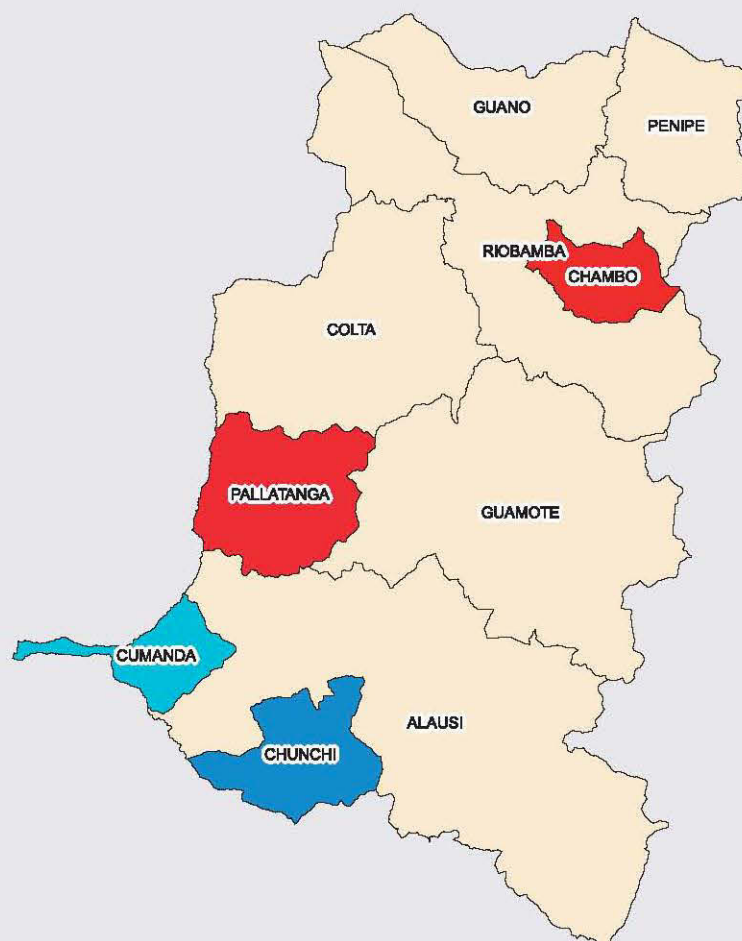 GUANO
PENIPE
RIOBAMBA
CHAMBO
COLTA
PALLATANGA
GUAMOTE
CUMANDA
ALAUSI
CHUNCHI